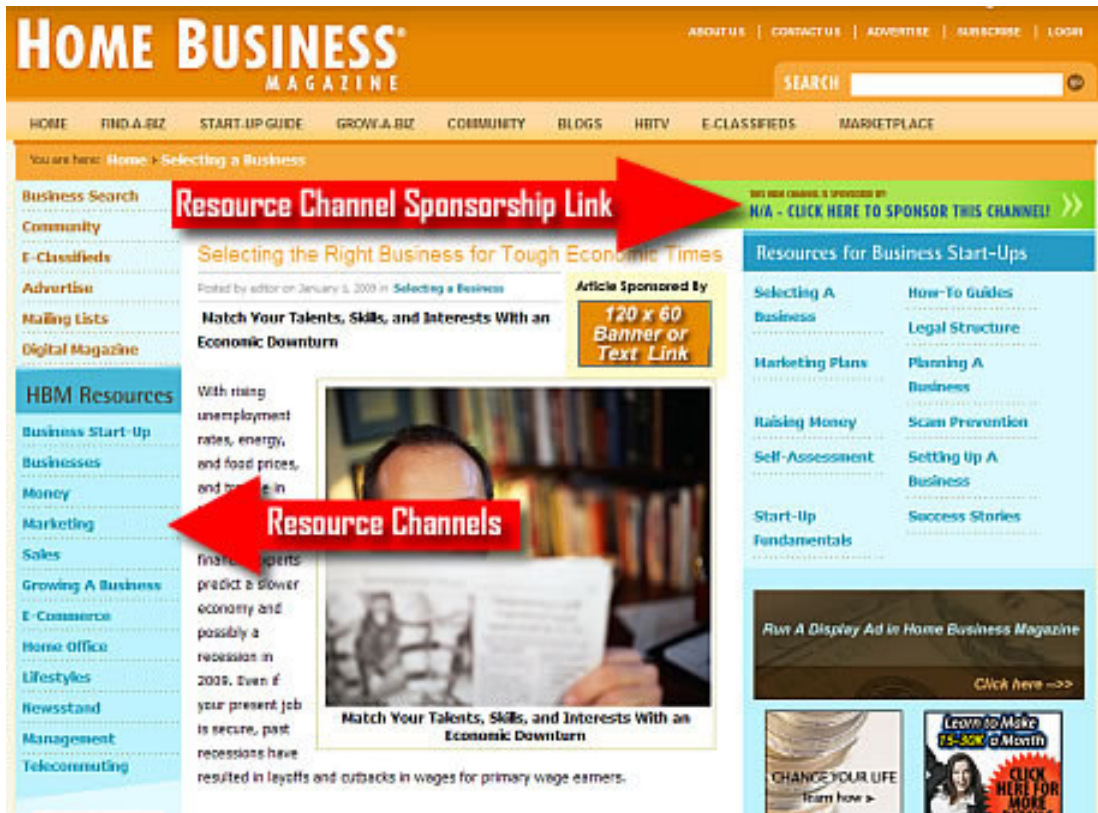 HOME BUSINESS
MAGAZINE
ABOUT US | CONTACT US | ADVERTISE | SUBSCRIBE | LOGIN
SEARCH
HOME FIND-A-BIZ START-UP GUIDE GROW-A-BIZ COMMUNITY BLOGS HBTV E-CLASSIFIEDS MARKETPLACE
You are here: Home Selecting a Business
Business Search
Community
E-Classifieds
Advertise
Mailing Lists
Digital Magazine
HBM Resources
Business Start-Up
Businesses
Money
Marketing
Sales
Growing A Business
E-Commerce
Home Office
Lifestyles
Newsstand
Management
Telecommuting
Resource Channel Sponsorship Link
Selecting the Right Business for Tough Economic Times
Posted by editor on January 2009 in Selecting a Business
Match Your Talents, Skills, and Interests With an
Economic Downturn
Article Sponsored By
120 x 60
Banner or
Text Link
With rising
unemployment
rates, energy,
and food prices,
and in
Resource Channels
predict a slower
economy and
possibly a
recession in
2009. Even if
your present job
is secure, past
recessions have
resulted in layoffs and cutbacks in wages for primary wage earners.
Match Your Talents, Skills, and Interests With an
Economic Downturn
THIS HBM CHANNEL IS SPONSORED BY:
N/A - CLICK HERE TO SPONSOR THIS CHANNEL! »
Resources for Business Start-Ups
Selecting A
Business
Marketing Plans
Raising Money
Self-Assessment
Start-Up
Fundamentals
How-To Guides
Legal Structure
Planning A
Business
Scam Prevention
Setting Up A
Business
Success Stories
Run A Display Ad in Home Business Magazine
Click here -->>
CHANGE YOUR LIFE
learn how >
Learn to Make
15-30K a Month
CLICK
HERE FOR
MORE